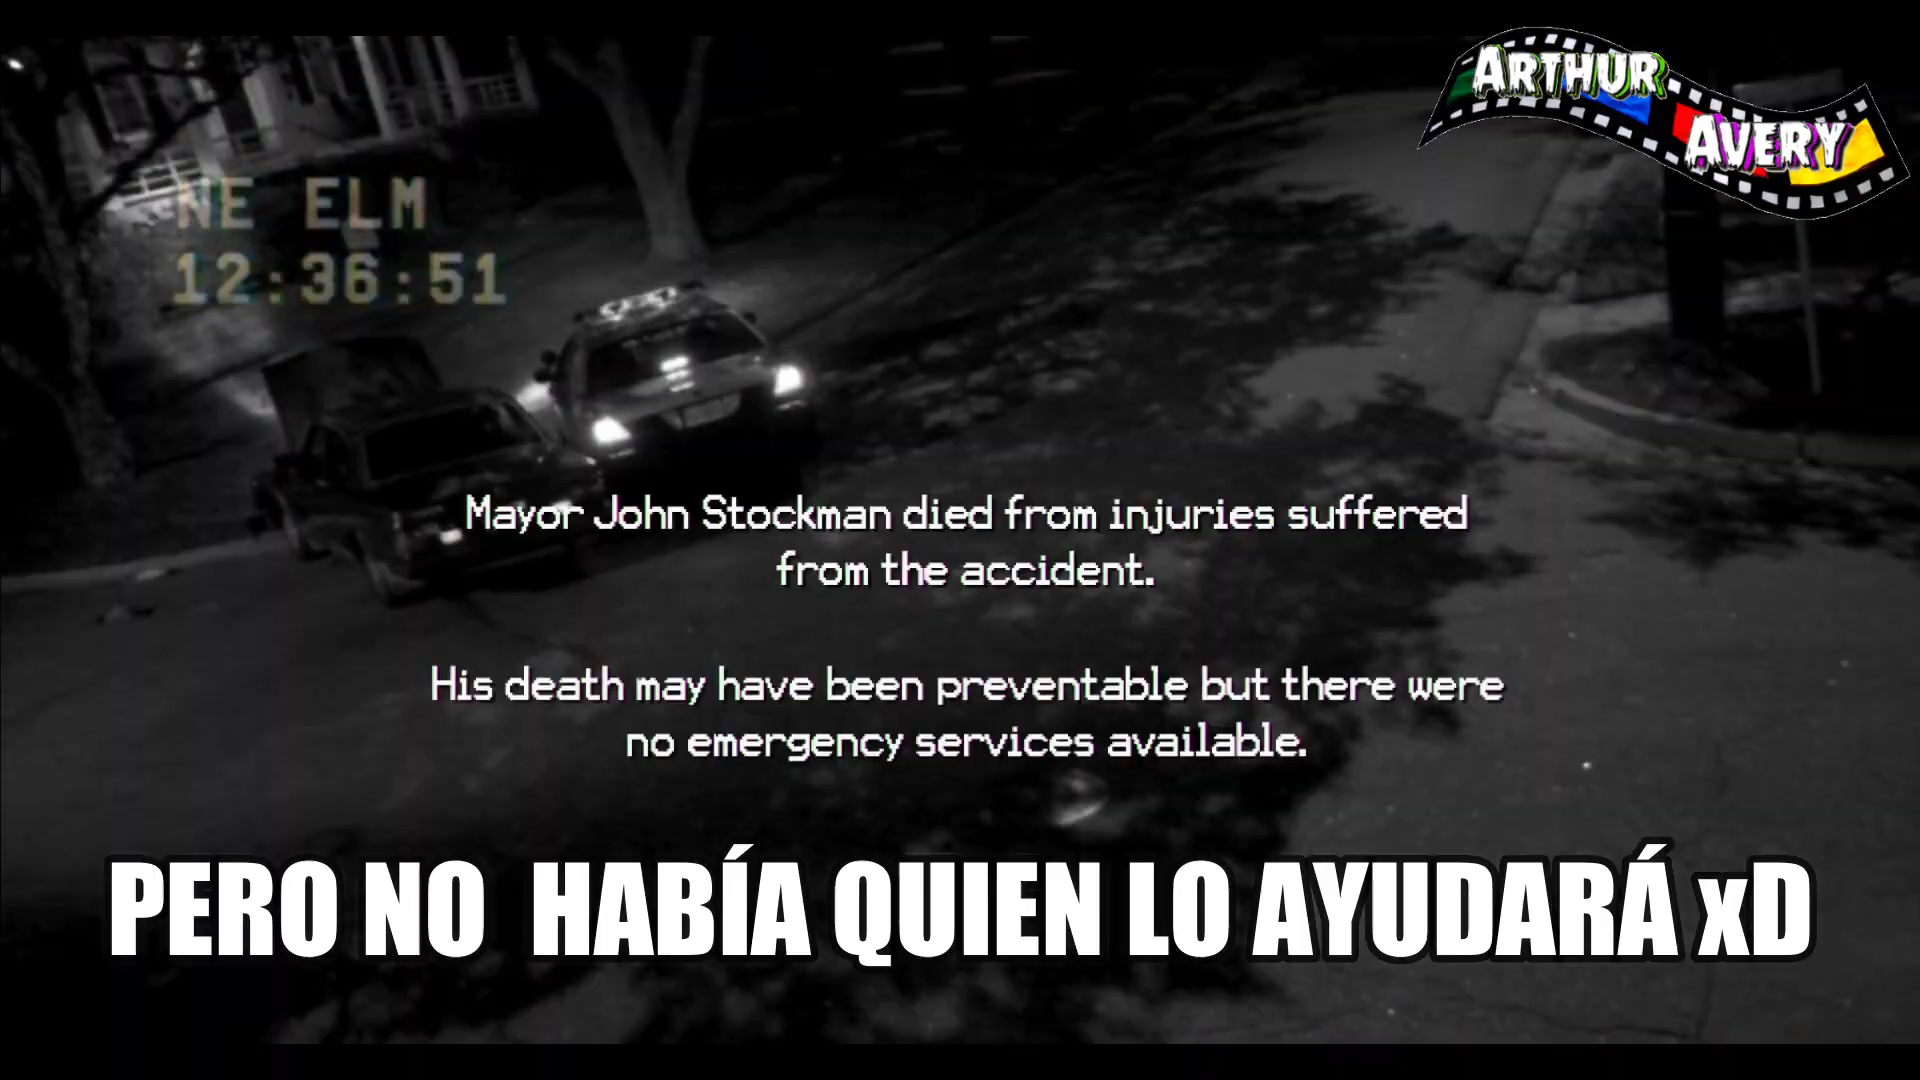 ARTHUR
AVERY
NE ELM
12:36:51
Mayor John Stockman died from injuries suffered
from the accident.
His death may have been preventable but there were
no emergency services available.
PERO NO HABÍA QUIEN LO AYUDARÁ xD